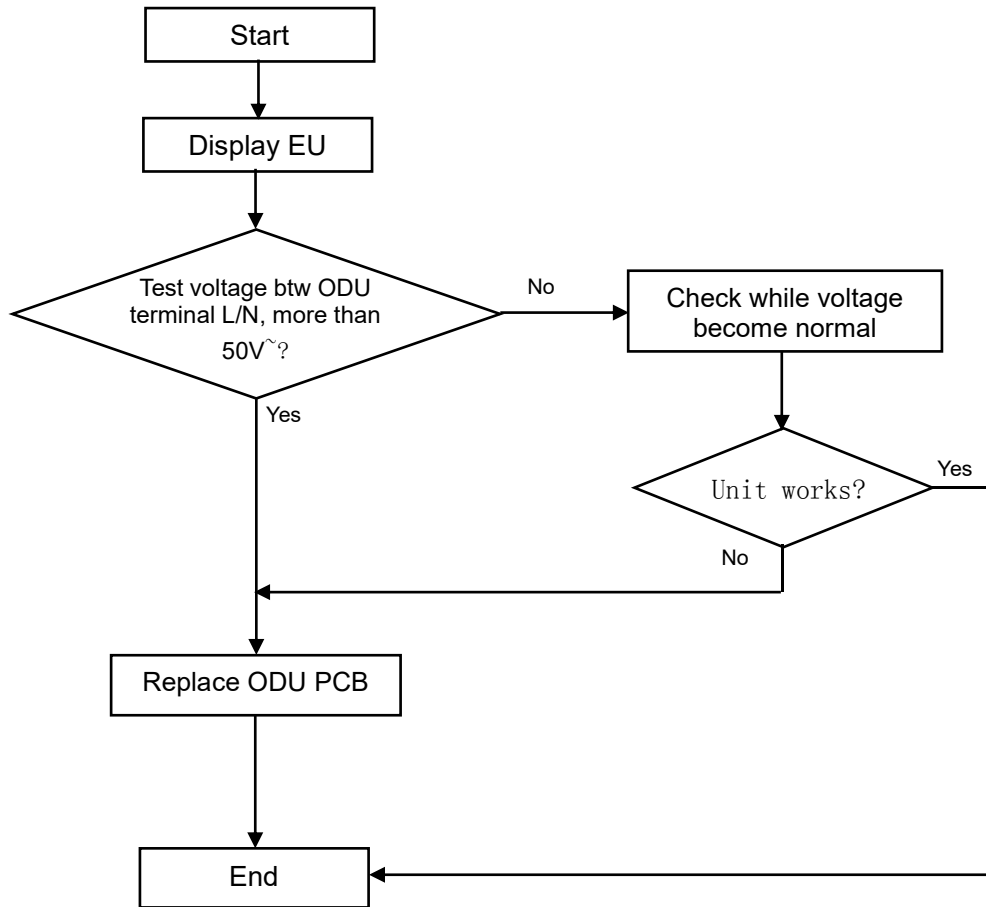 Start
Display EU
Test voltage btw ODU
terminal L/N, more than
50V~?
No
Check while voltage
become normal
Yes
Unit works?
Yes
No
Replace ODU PCB
End